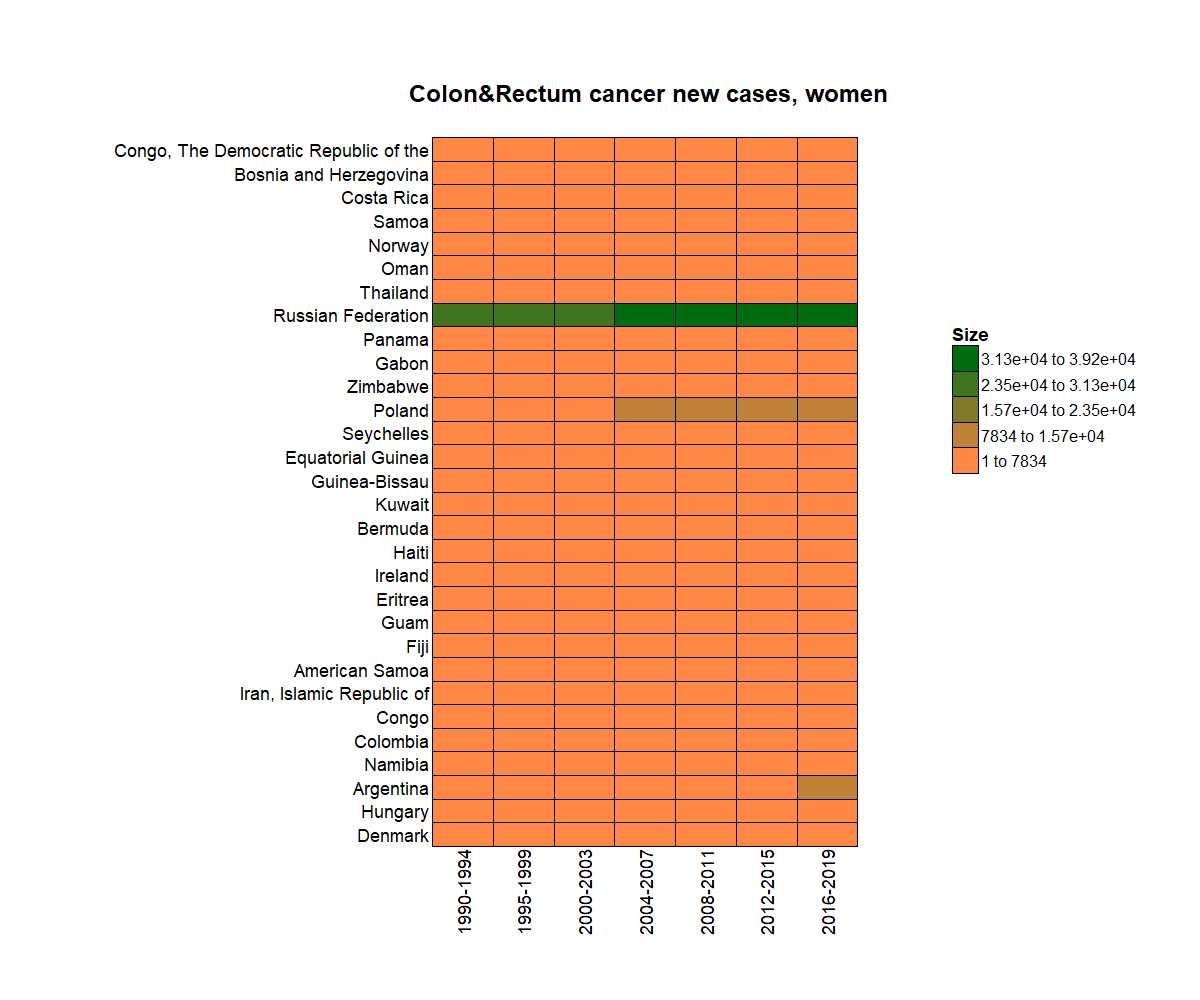 Colon&Rectum cancer new cases, women
Congo, The Democratic Republic of the
Bosnia and Herzegovina
Costa Rica
Samoa
Norway
Oman
Thailand
Russian Federation
Panama
Gabon
Zimbabwe
Poland
Seychelles
Equatorial Guinea
Guinea-Bissau
Kuwait
Bermuda
Haiti
Ireland
Eritrea
Guam
Fiji
American Samoa
Iran, Islamic Republic of
Congo
Colombia
Namibia
Argentina
Hungary
Denmark
1990-1994
1995-1999
2000-2003
2004-2007
2008-2011
2012-2015
2016-2019
Size
3.13e+04 to 3.92e+04
2.35e+04 to 3.13e+04
1.57e+04 to 2.35e+04
7834 to 1.57e+04
1 to 7834